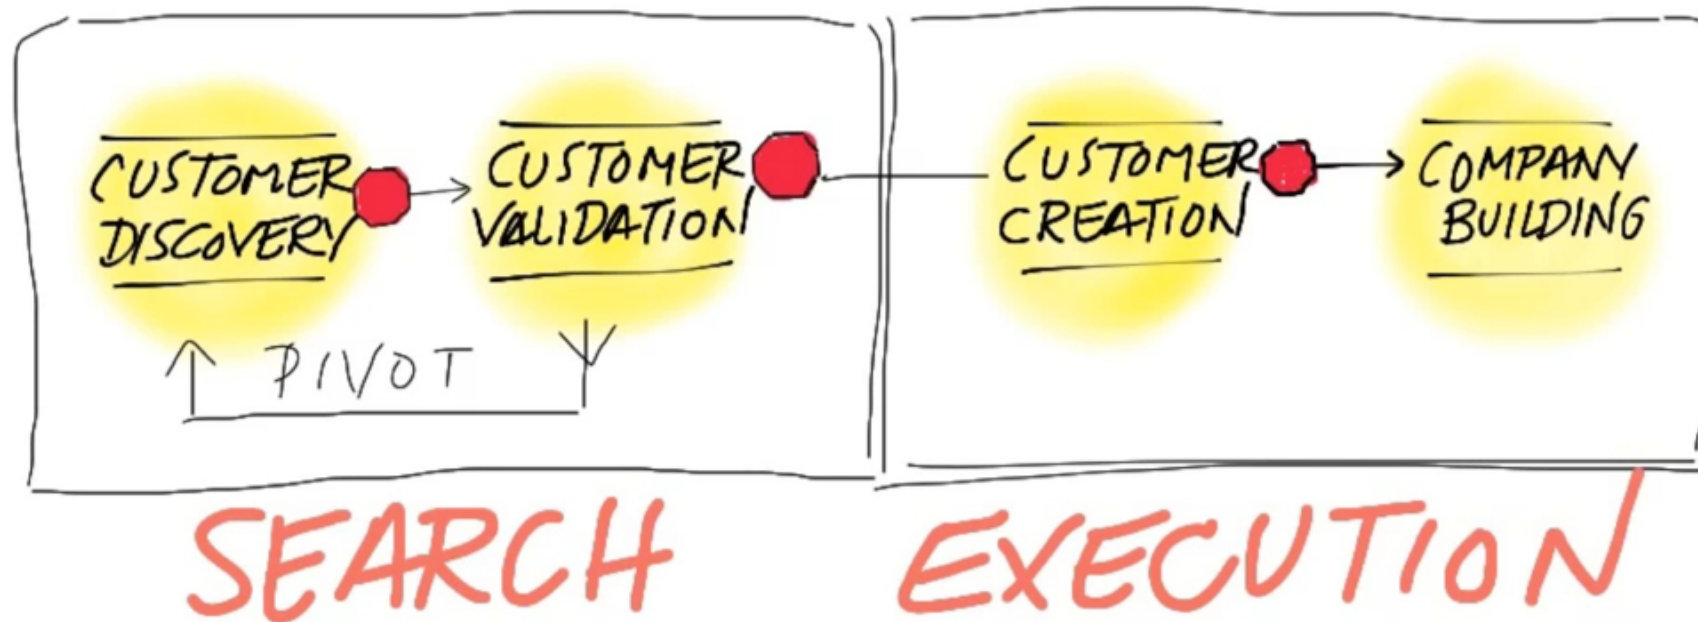 CUSTOMER
DISCOVERY
CUSTOMER
VALIDATION
CUSTOMER
CREATION
COMPANY
BUILDING
PIVOT
SEARCH
EXECUTION